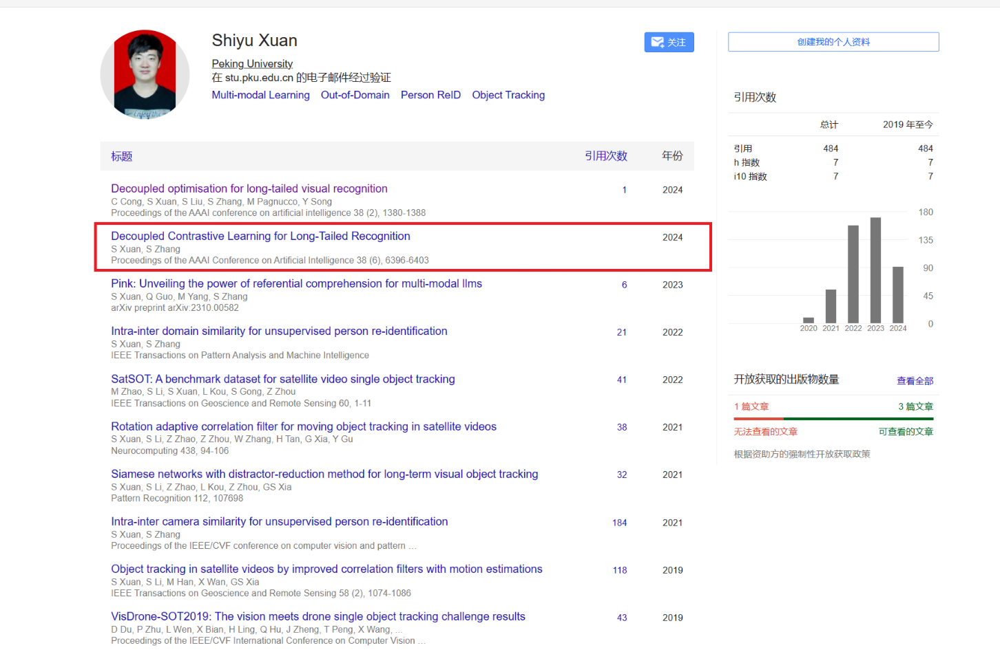 Shiyu Xuan
关注
Peking University
在 stu.pku.edu.cn 的电子邮件经过验证
Multi-modal Learning Out-of-Domain Person ReID Object Tracking
标题 引用次数 年份
Decoupled optimisation for long-tailed visual recognition 1 2024
C Cong, S Xuan, S Liu, S Zhang, M Pagnucco, Y Song
Proceedings of the AAAI conference on artificial intelligence 38 (2), 1380-1388
Decoupled Contrastive Learning for Long-Tailed Recognition 2024
S Xuan, S Zhang
Proceedings of the AAAI Conference on Artificial Intelligence 38 (6), 6396-6403
Pink: Unveiling the power of referential comprehension for multi-modal llms 6 2023
S Xuan, Q Guo, M Yang, S Zhang
arXiv preprint arXiv:2310.00582
Intra-inter domain similarity for unsupervised person re-identification 21 2022
S Xuan, S Zhang
IEEE Transactions on Pattern Analysis and Machine Intelligence
SatSOT: A benchmark dataset for satellite video single object tracking 41 2022
M Zhao, S Li, S Xuan, L Kou, S Gong, Z Zhou
IEEE Transactions on Geoscience and Remote Sensing 60, 1-11
Rotation adaptive correlation filter for moving object tracking in satellite videos 38 2021
S Xuan, S Li, Z Zhao, Z Zhou, W Zhang, H Tan, G Xia, Y Gu
Neurocomputing 438, 94-106
Siamese networks with distractor-reduction method for long-term visual object tracking 32 2021
S Xuan, S Li, Z Zhao, L Kou, Z Zhou, GS Xia
Pattern Recognition 112, 107698
Intra-inter camera similarity for unsupervised person re-identification 184 2021
S Xuan, S Zhang
Proceedings of the IEEE/CVF conference on computer vision and pattern …
Object tracking in satellite videos by improved correlation filters with motion estimations 118 2019
S Xuan, S Li, M Han, X Wan, GS Xia
IEEE Transactions on Geoscience and Remote Sensing 58 (2), 1074-1086
VisDrone-SOT2019: The vision meets drone single object tracking challenge results 43 2019
D Du, P Zhu, L Wen, X Bian, H Ling, Q Hu, J Zheng, T Peng, X Wang, ...
Proceedings of the IEEE/CVF International Conference on Computer Vision …
创建我的个人资料
引用次数
总计 2019 年至今
引用 484 484
h 指数 7 7
i10 指数 7 7
180
135
90
45
0
2020 2021 2022 2023 2024
开放获取的出版物数量 查看全部
1 篇文章 3 篇文章
无法查看的文章 可查看的文章
根据资助方的强制性开放获取政策